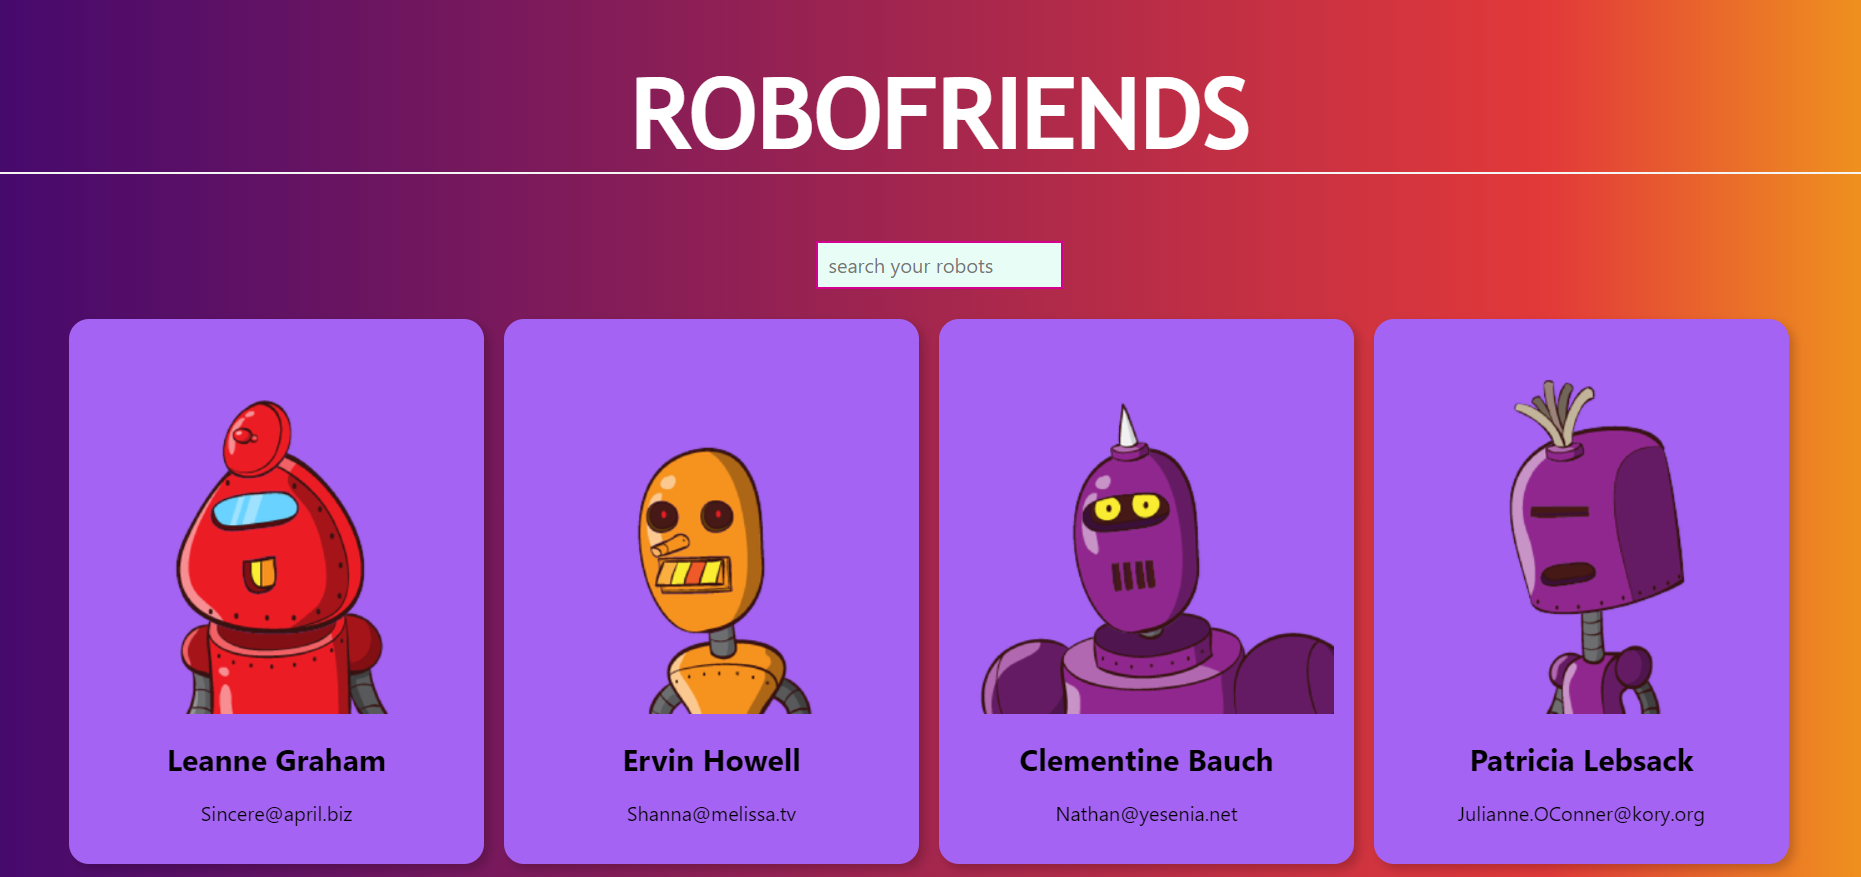 ROBOFRIENDS
search your robots
Leanne Graham
Sincere@april.biz
Ervin Howell
Shanna@melissa.tv
Clementine Bauch
Nathan@yesenia.net
Patricia Lebsack
Julianne.OConner@kory.org